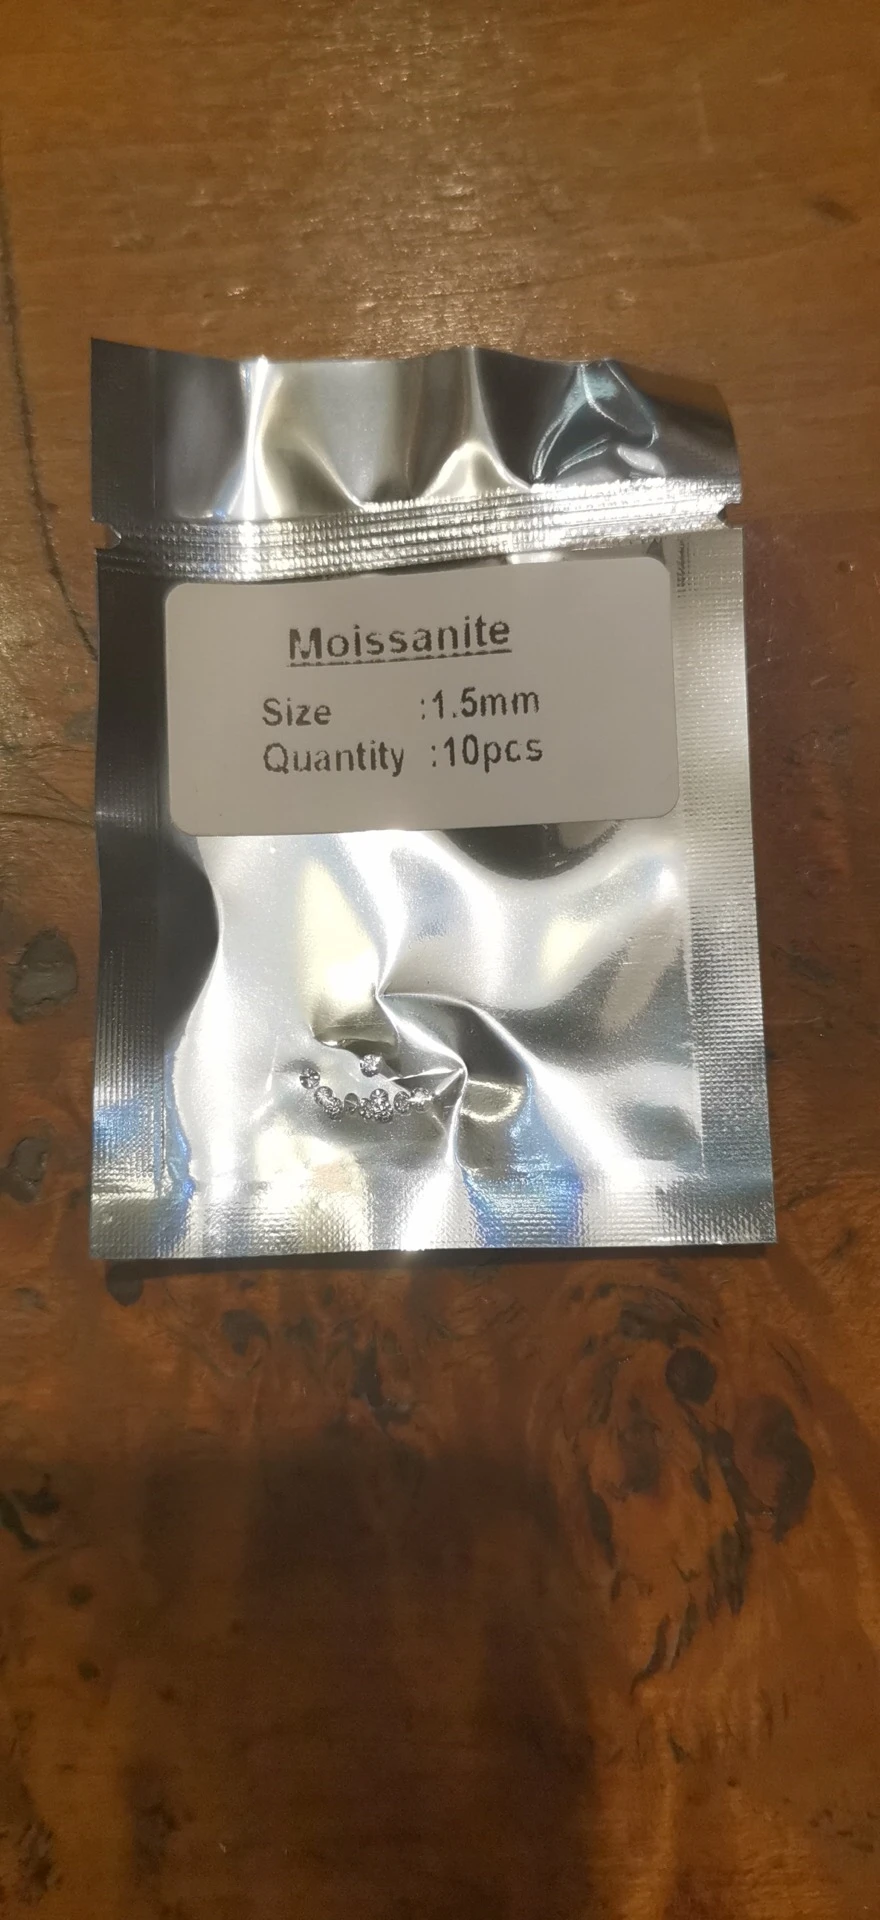 Moissanite
Size :1.5mm
Quantity :10pcs